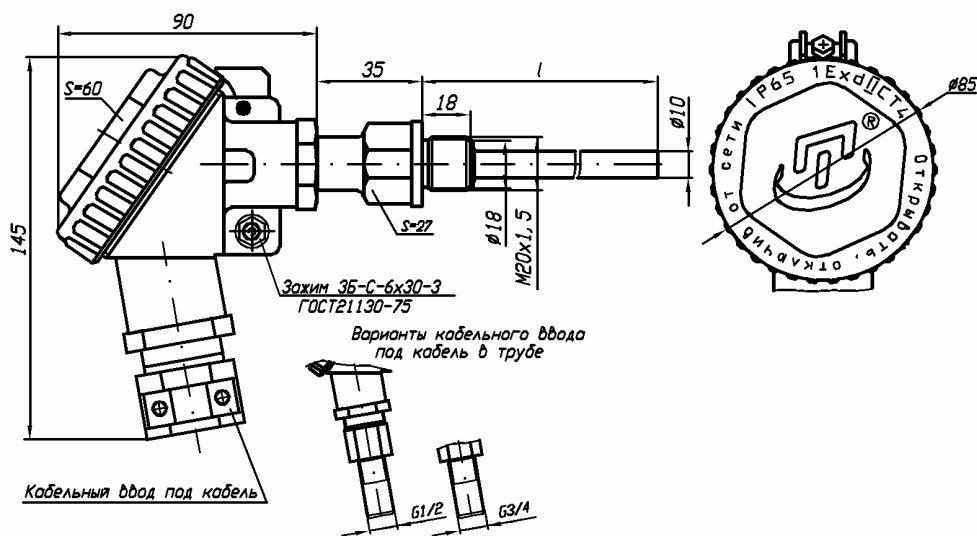 90
35
l
18
S=60
145
S=27
Ø18
M20x1,5
Ø10
Ø85
Зажим ЗБ-С-6х30-3
ГОСТ21130-75
Варианты кабельного ввода
под кабель в трубе
Кабельный ввод под кабель
G1/2
G3/4
Открывать, отключив от сети IP65 1ExdIICT4
®